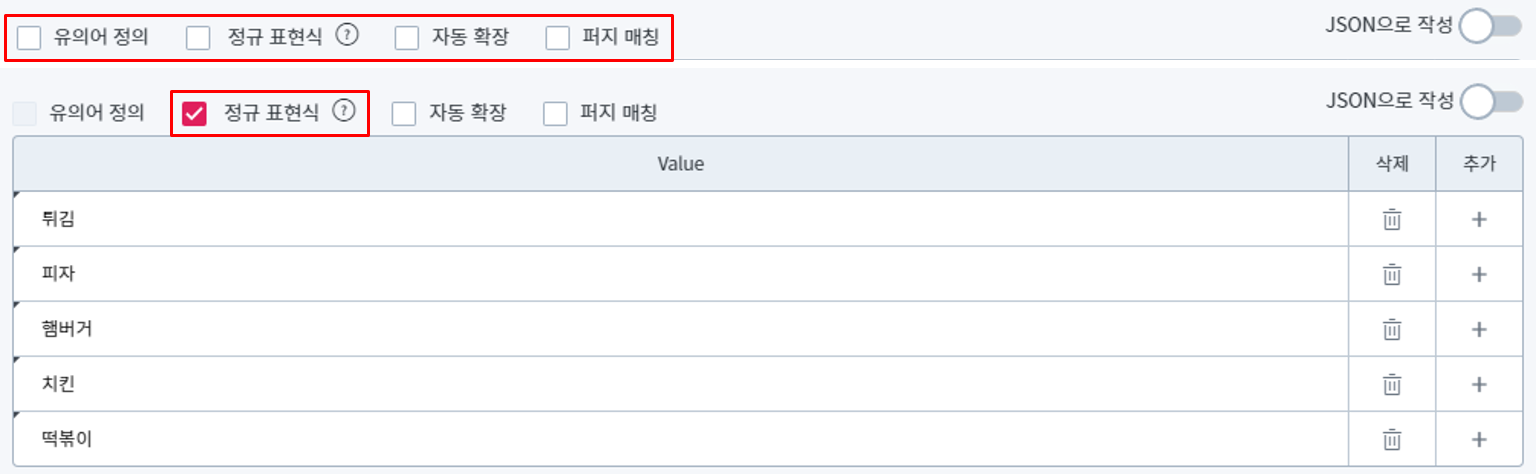 유의어 정의 정규 표현식 ? 자동 확장 퍼지 매칭 JSON으로 작성
유의어 정의 정규 표현식 ? 자동 확장 퍼지 매칭 JSON으로 작성
Value 삭제 추가
튀김
피자
햄버거
치킨
떡볶이